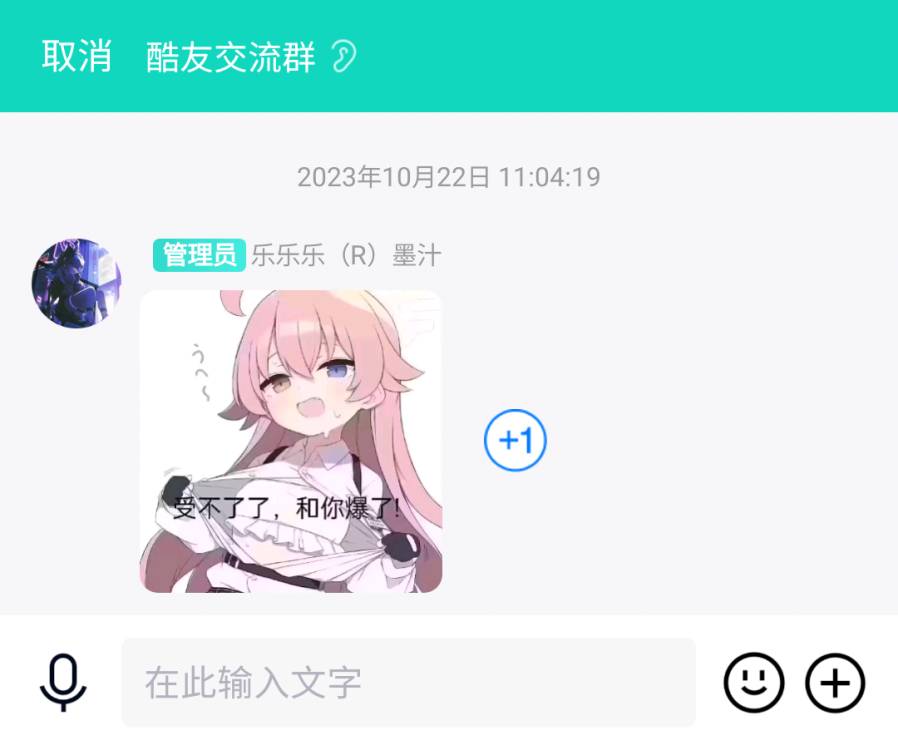 取消 酷友交流群
2023年10月22日 11:04:19
管理员 乐乐乐（R）墨汁
う
へ
～
受不了了，和你爆了!
+1
在此输入文字